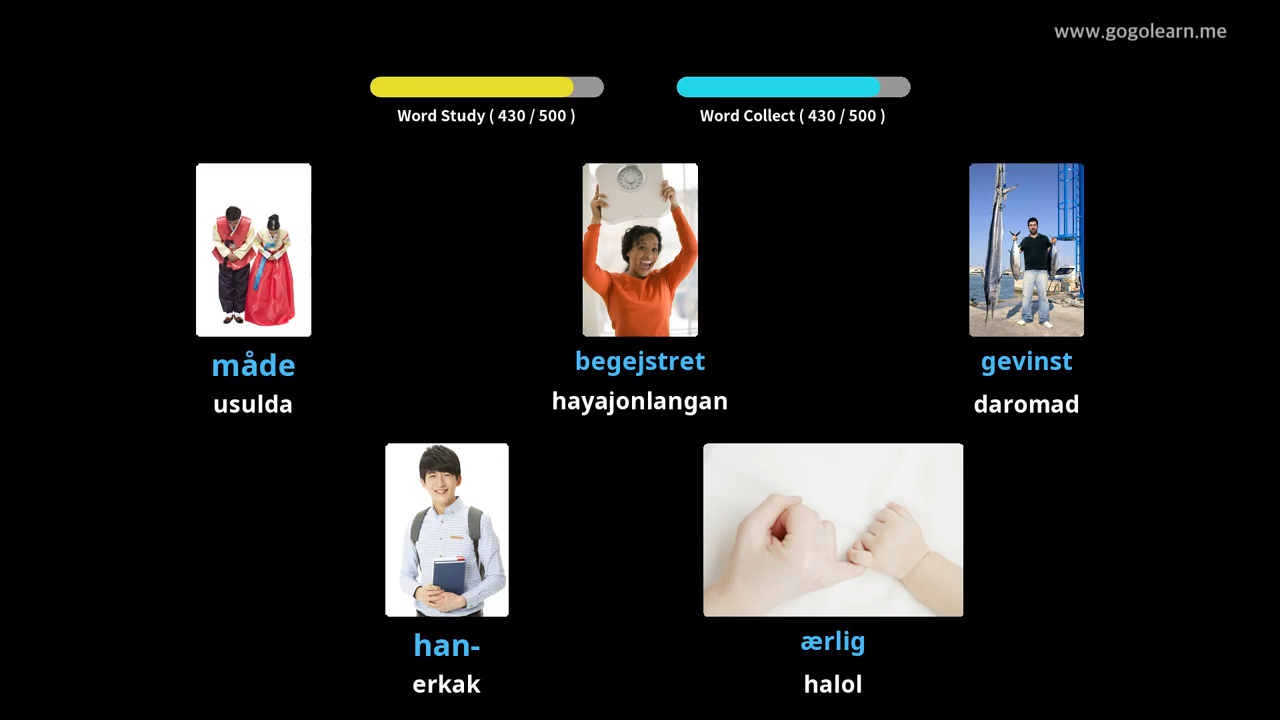 www.gogolearn.me
Word Study ( 430 / 500 )
Word Collect ( 430 / 500 )
måde
usulda
begejstret
hayajonlangan
gevinst
daromad
han-
erkak
ærlig
halol